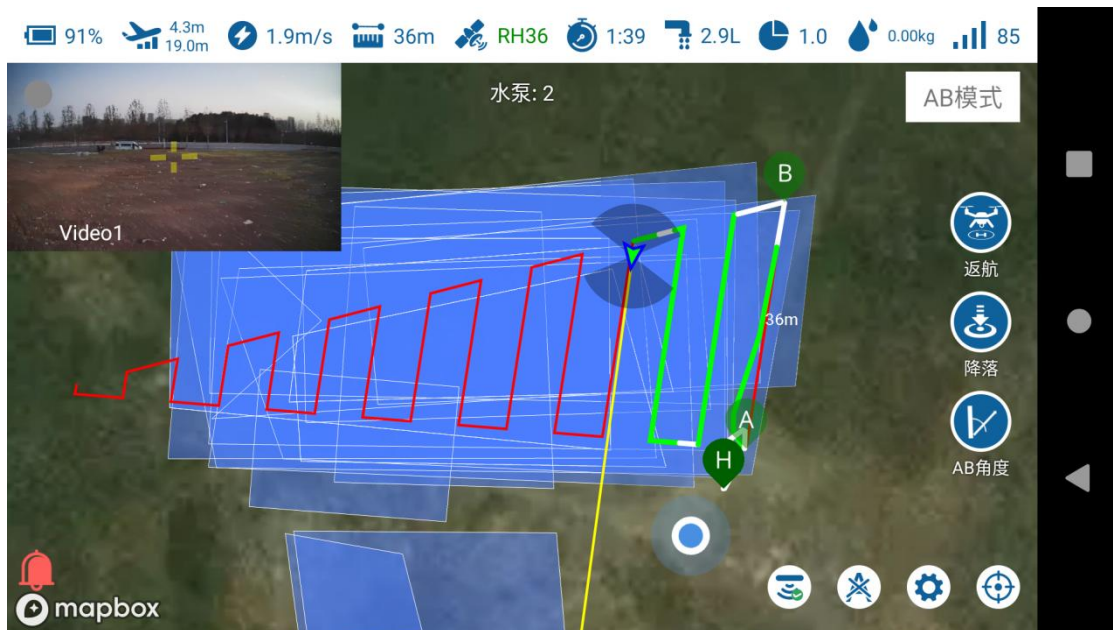 91%
4.3m
19.0m
1.9m/s
36m
RH36
1:39
2.9L
1.0
0.00kg
85
水泵: 2
AB模式
Video1
B
返航
36m
降落
A
AB角度
H
mapbox